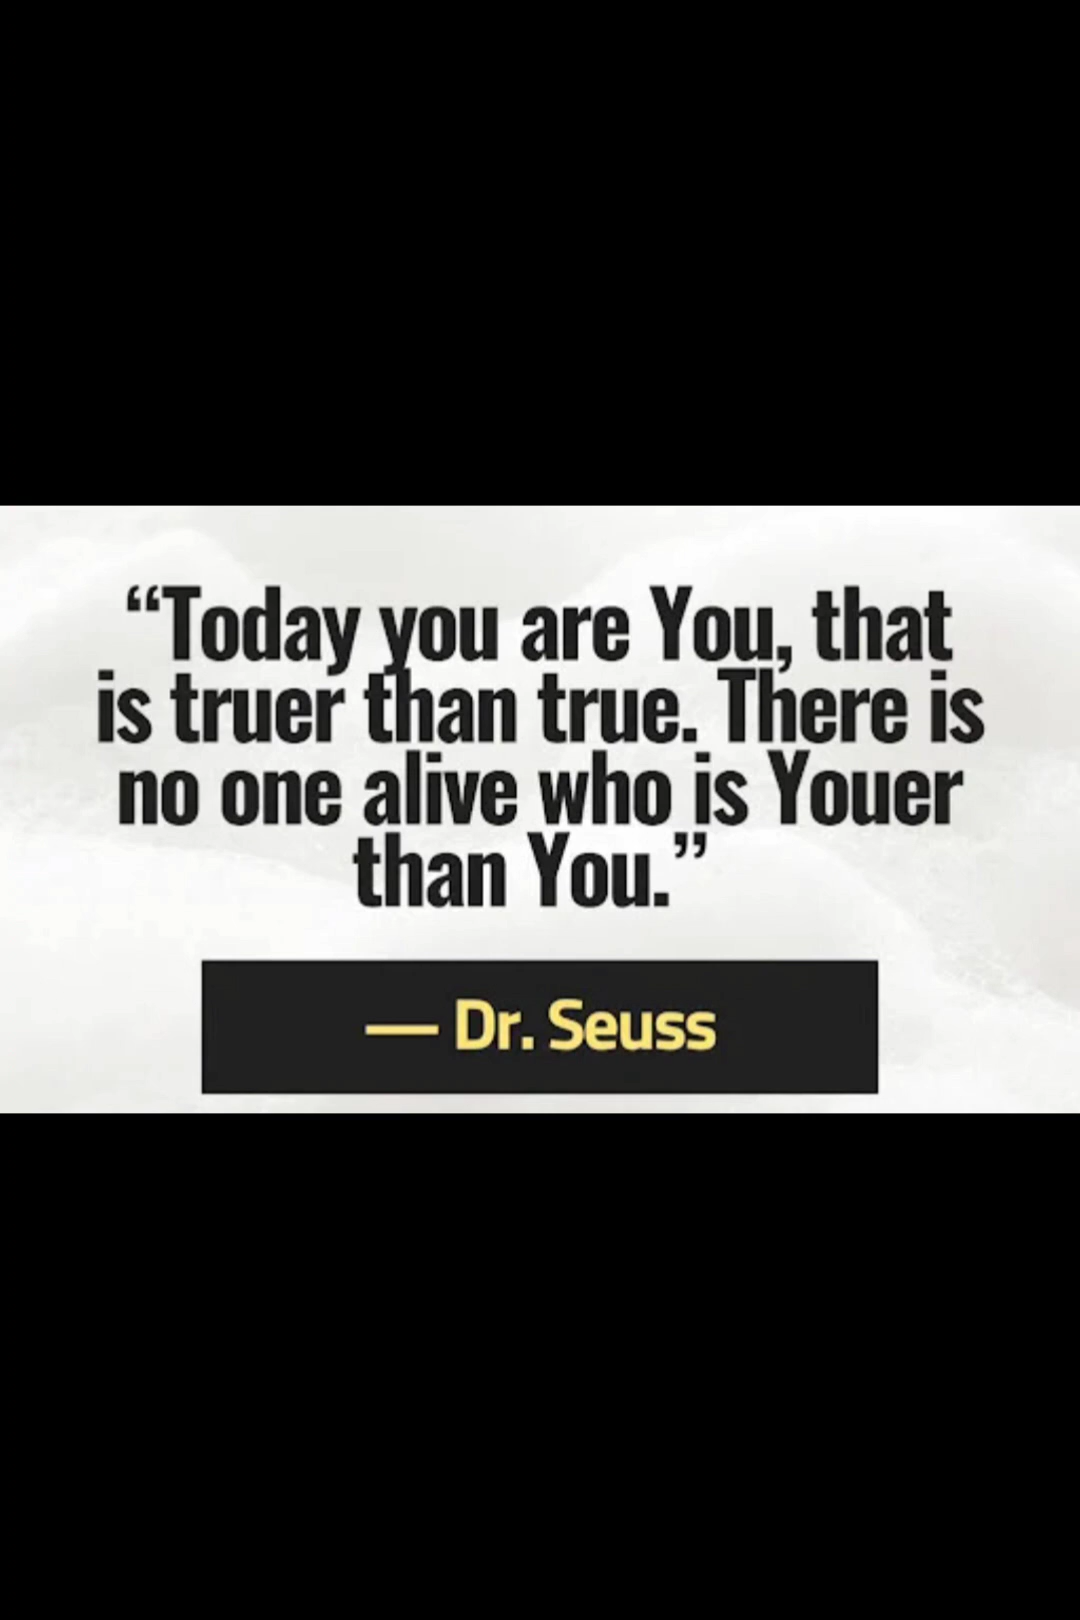 “Today you are You, that
is truer than true. There is
no one alive who is Youer
than You.”
— Dr. Seuss